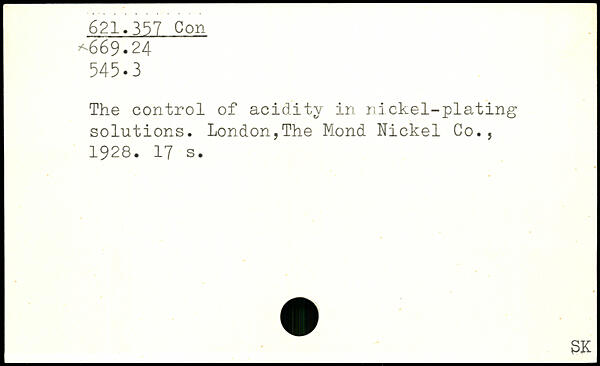 621.357 Con
×669.24
545.3
The control of acidity in nickel-plating
solutions. London,The Mond Nickel Co.,
1928. 17 s.
SK